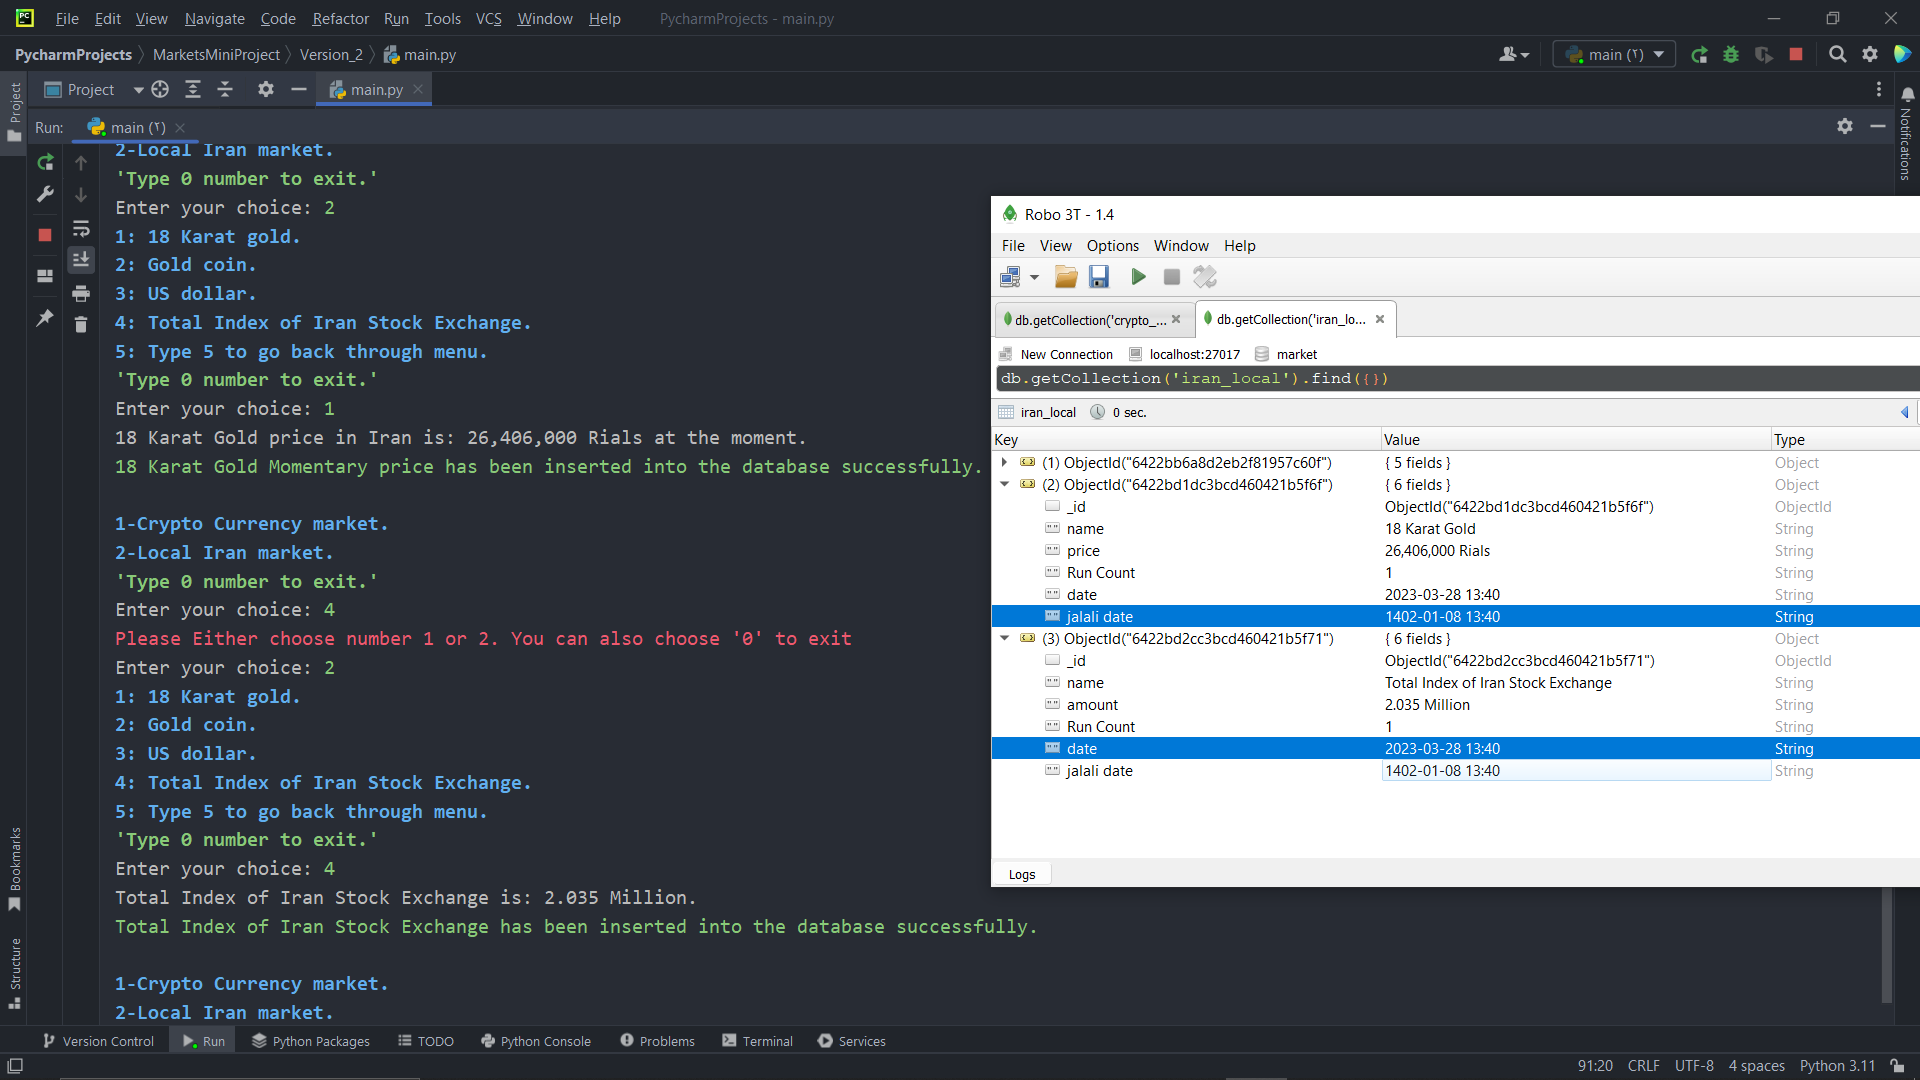 File Edit View Navigate Code Refactor Run Tools VCS Window Help PycharmProjects - main.py
PycharmProjects MarketsMiniProject Version_2 main.py main (۲)
Project main.py
Run: main (۲)
2-Local Iran market.
'Type 0 number to exit.'
Enter your choice: 2
1: 18 Karat gold.
2: Gold coin.
3: US dollar.
4: Total Index of Iran Stock Exchange.
5: Type 5 to go back through menu.
'Type 0 number to exit.'
Enter your choice: 1
18 Karat Gold price in Iran is: 26,406,000 Rials at the moment.
18 Karat Gold Momentary price has been inserted into the database successfully.
1-Crypto Currency market.
2-Local Iran market.
'Type 0 number to exit.'
Enter your choice: 4
Please Either choose number 1 or 2. You can also choose '0' to exit
Enter your choice: 2
1: 18 Karat gold.
2: Gold coin.
3: US dollar.
4: Total Index of Iran Stock Exchange.
5: Type 5 to go back through menu.
'Type 0 number to exit.'
Enter your choice: 4
Total Index of Iran Stock Exchange is: 2.035 Million.
Total Index of Iran Stock Exchange has been inserted into the database successfully.
1-Crypto Currency market.
2-Local Iran market.
Robo 3T - 1.4
File View Options Window Help
db.getCollection('crypto_... db.getCollection('iran_lo...
New Connection localhost:27017 market
db.getCollection('iran_local').find({})
iran_local 0 sec.
Key Value Type
(1) ObjectId("6422bb6a8d2eb2f81957c60f") { 5 fields } Object
(2) ObjectId("6422bd1dc3bcd460421b5f6f") { 6 fields } Object
_id ObjectId("6422bd1dc3bcd460421b5f6f") ObjectId
name 18 Karat Gold String
price 26,406,000 Rials String
Run Count 1 String
date 2023-03-28 13:40 String
jalali date 1402-01-08 13:40 String
(3) ObjectId("6422bd2cc3bcd460421b5f71") { 6 fields } Object
_id ObjectId("6422bd2cc3bcd460421b5f71") ObjectId
name Total Index of Iran Stock Exchange String
amount 2.035 Million String
Run Count 1 String
date 2023-03-28 13:40 String
jalali date 1402-01-08 13:40 String
Logs
Project
Bookmarks
Structure
Notifications
Version Control Run Python Packages TODO Python Console Problems Terminal Services
91:20 CRLF UTF-8 4 spaces Python 3.11